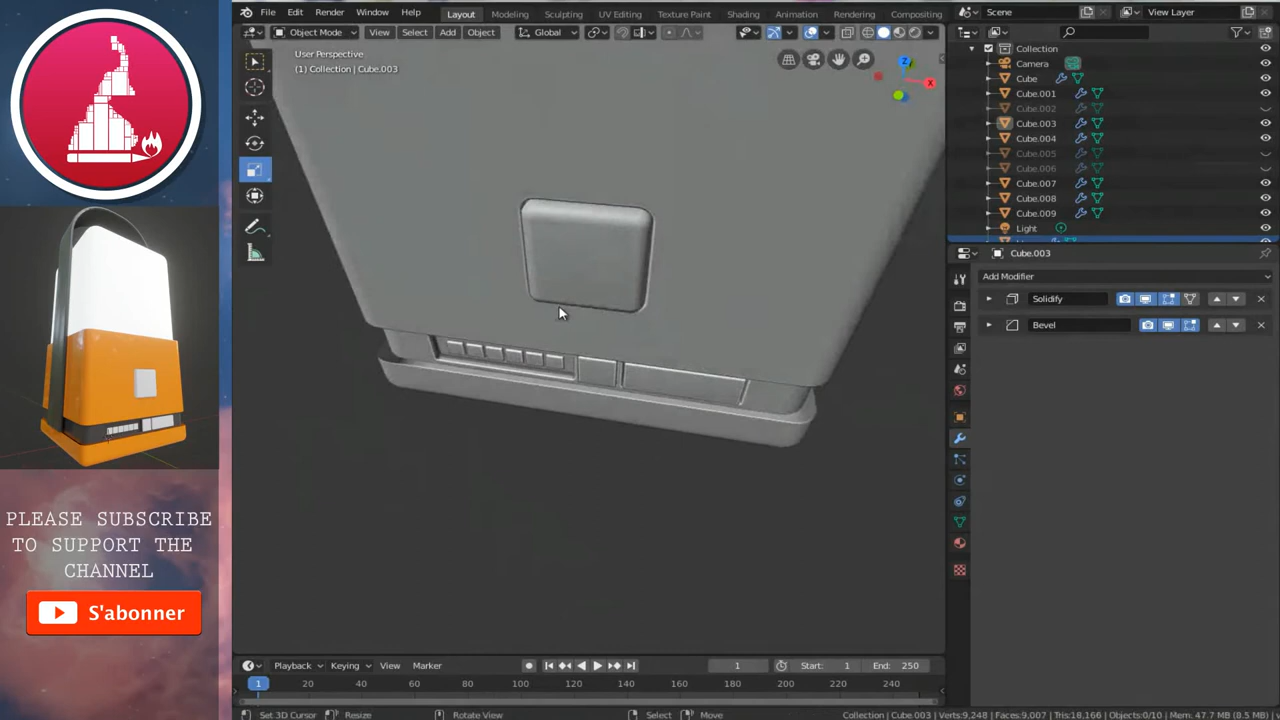 File Edit Render Window Help Layout Modeling Sculpting UV Editing Texture Paint Shading Animation Rendering Compositing Scene View Layer
Object Mode View Select Add Object Global
User Perspective
(1) Collection | Cube.003
Z
X
Collection
Camera
Cube
Cube.001
Cube.002
Cube.003
Cube.004
Cube.005
Cube.006
Cube.007
Cube.008
Cube.009
Light
Cube.003
Add Modifier
Solidify
Bevel
PLEASE SUBSCRIBE
TO SUPPORT THE
CHANNEL
S'abonner
Playback Keying View Marker 1 Start: 1 End: 250
1 20 40 60 80 100 120 140 160 180 200 220 240
Set 3D Cursor Resize Rotate View Select Move Collection | Cube.003 | Verts:9,248 | Faces:9,007 | Tris:18,166 | Objects:0/10 | Mem: 47.7 MB (8.5 MB)